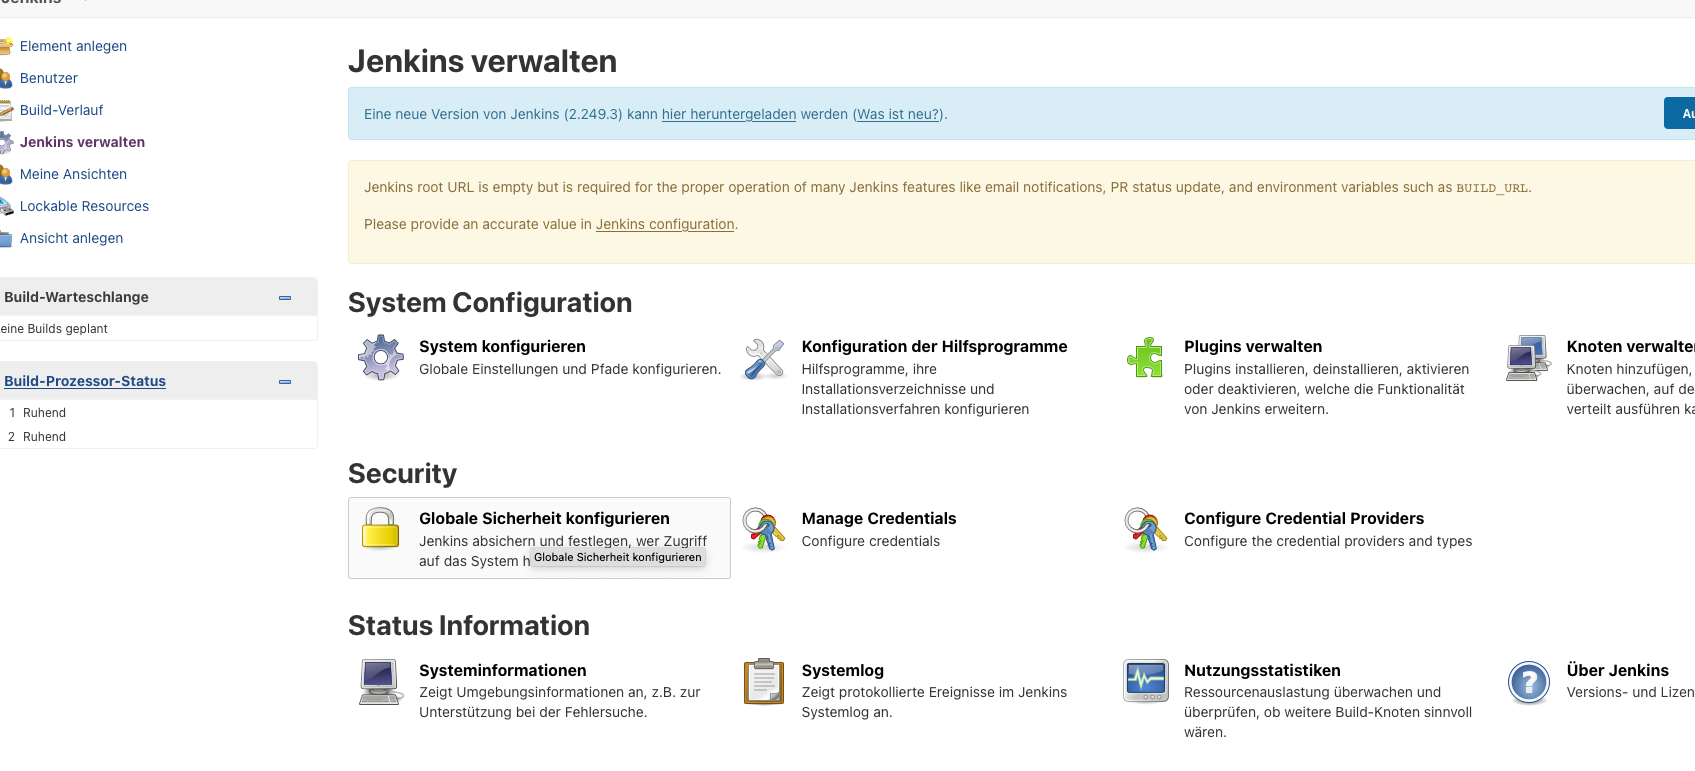 Jenkins
Element anlegen
Benutzer
Build-Verlauf
Jenkins verwalten
Meine Ansichten
Lockable Resources
Ansicht anlegen
Build-Warteschlange
eine Builds geplant
Build-Prozessor-Status
1 Ruhend
2 Ruhend
Jenkins verwalten
Eine neue Version von Jenkins (2.249.3) kann hier heruntergeladen werden (Was ist neu?).
Au
Jenkins root URL is empty but is required for the proper operation of many Jenkins features like email notifications, PR status update, and environment variables such as BUILD_URL.
Please provide an accurate value in Jenkins configuration.
System Configuration
System konfigurieren
Globale Einstellungen und Pfade konfigurieren.
Konfiguration der Hilfsprogramme
Hilfsprogramme, ihre
Installationsverzeichnisse und
Installationsverfahren konfigurieren
Plugins verwalten
Plugins installieren, deinstallieren, aktivieren
oder deaktivieren, welche die Funktionalität
von Jenkins erweitern.
Knoten verwalte
Knoten hinzufügen,
überwachen, auf de
verteilt ausführen ka
Security
Globale Sicherheit konfigurieren
Jenkins absichern und festlegen, wer Zugriff
auf das System h
Globale Sicherheit konfigurieren
Manage Credentials
Configure credentials
Configure Credential Providers
Configure the credential providers and types
Status Information
Systeminformationen
Zeigt Umgebungsinformationen an, z.B. zur
Unterstützung bei der Fehlersuche.
Systemlog
Zeigt protokollierte Ereignisse im Jenkins
Systemlog an.
Nutzungsstatistiken
Ressourcenauslastung überwachen und
überprüfen, ob weitere Build-Knoten sinnvoll
wären.
?
Über Jenkins
Versions- und Lizen